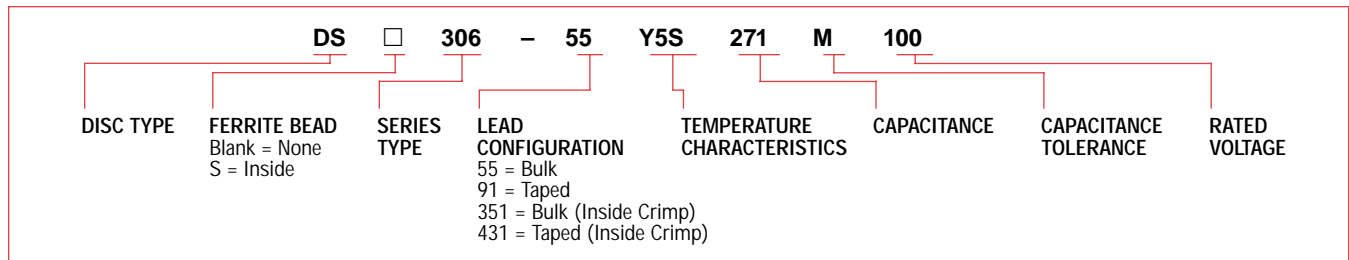 DS □ 306 – 55 Y5S 271 M 100
DISC TYPE
FERRITE BEAD
Blank = None
S = Inside
SERIES
TYPE
LEAD
CONFIGURATION
55 = Bulk
91 = Taped
351 = Bulk (Inside Crimp)
431 = Taped (Inside Crimp)
TEMPERATURE
CHARACTERISTICS
CAPACITANCE
CAPACITANCE
TOLERANCE
RATED
VOLTAGE